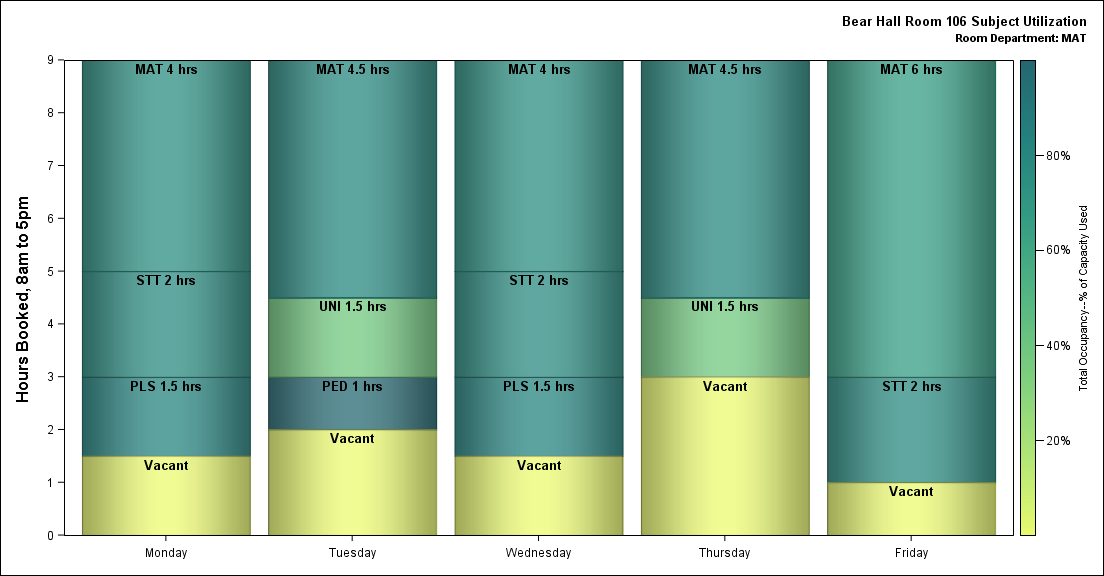 Bear Hall Room 106 Subject Utilization
Room Department: MAT
Hours Booked, 8am to 5pm
9
8
7
6
5
4
3
2
1
0
MAT 4 hrs
STT 2 hrs
PLS 1.5 hrs
Vacant
MAT 4.5 hrs
UNI 1.5 hrs
PED 1 hrs
Vacant
MAT 4 hrs
STT 2 hrs
PLS 1.5 hrs
Vacant
MAT 4.5 hrs
UNI 1.5 hrs
Vacant
MAT 6 hrs
STT 2 hrs
Vacant
Monday
Tuesday
Wednesday
Thursday
Friday
80%
60%
40%
20%
Total Occupancy--% of Capacity Used